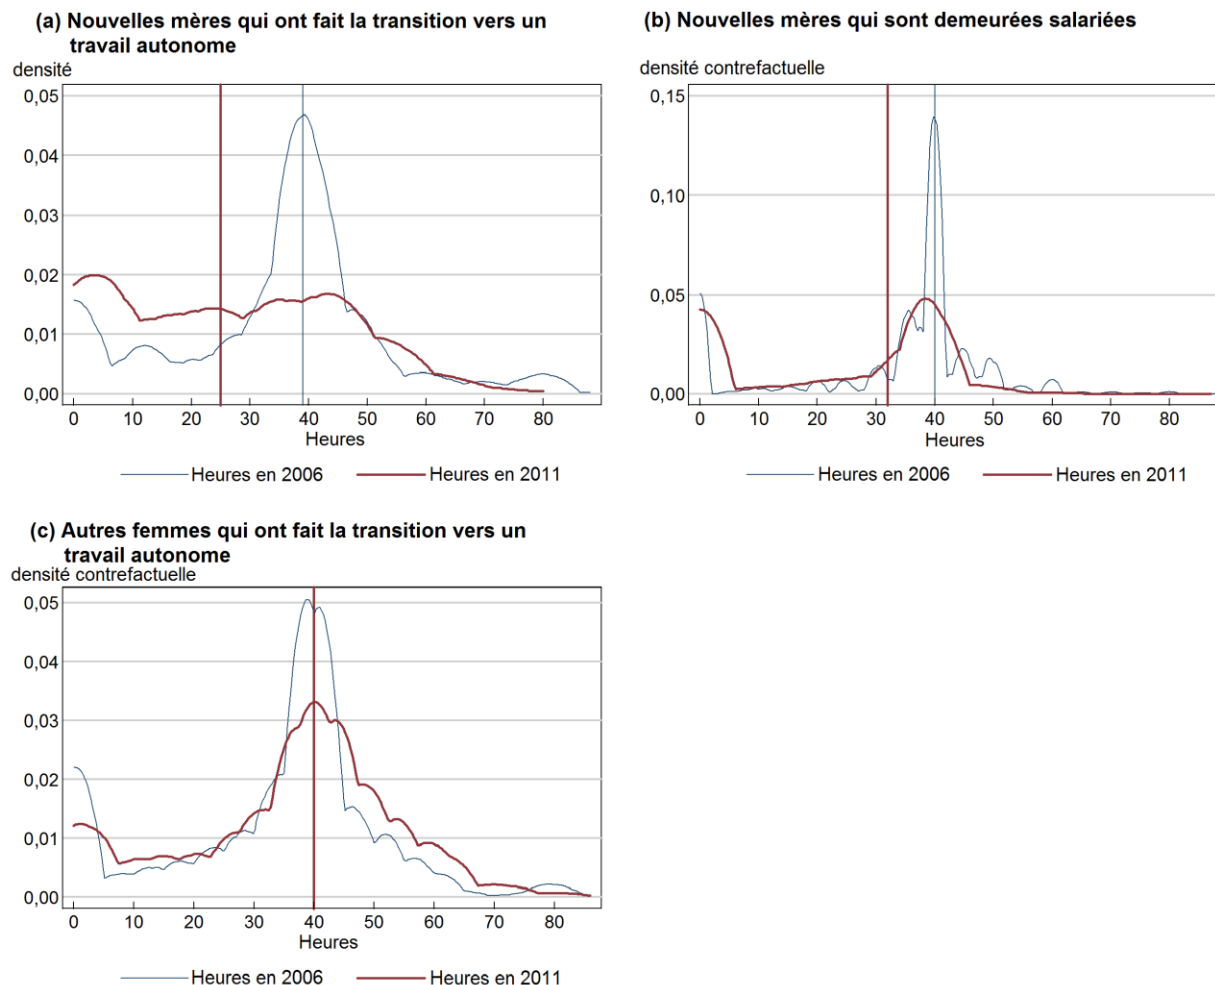 (a) Nouvelles mères qui ont fait la transition vers un
travail autonome
densité
0,05
0,04
0,03
0,02
0,01
0,00
0 10 20 30 40 50 60 70 80
Heures
Heures en 2006 Heures en 2011
(b) Nouvelles mères qui sont demeurées salariées
densité contrefactuelle
0,15
0,10
0,05
0,00
0 10 20 30 40 50 60 70 80
Heures
Heures en 2006 Heures en 2011
(c) Autres femmes qui ont fait la transition vers un
travail autonome
densité contrefactuelle
0,05
0,04
0,03
0,02
0,01
0,00
0 10 20 30 40 50 60 70 80
Heures
Heures en 2006 Heures en 2011